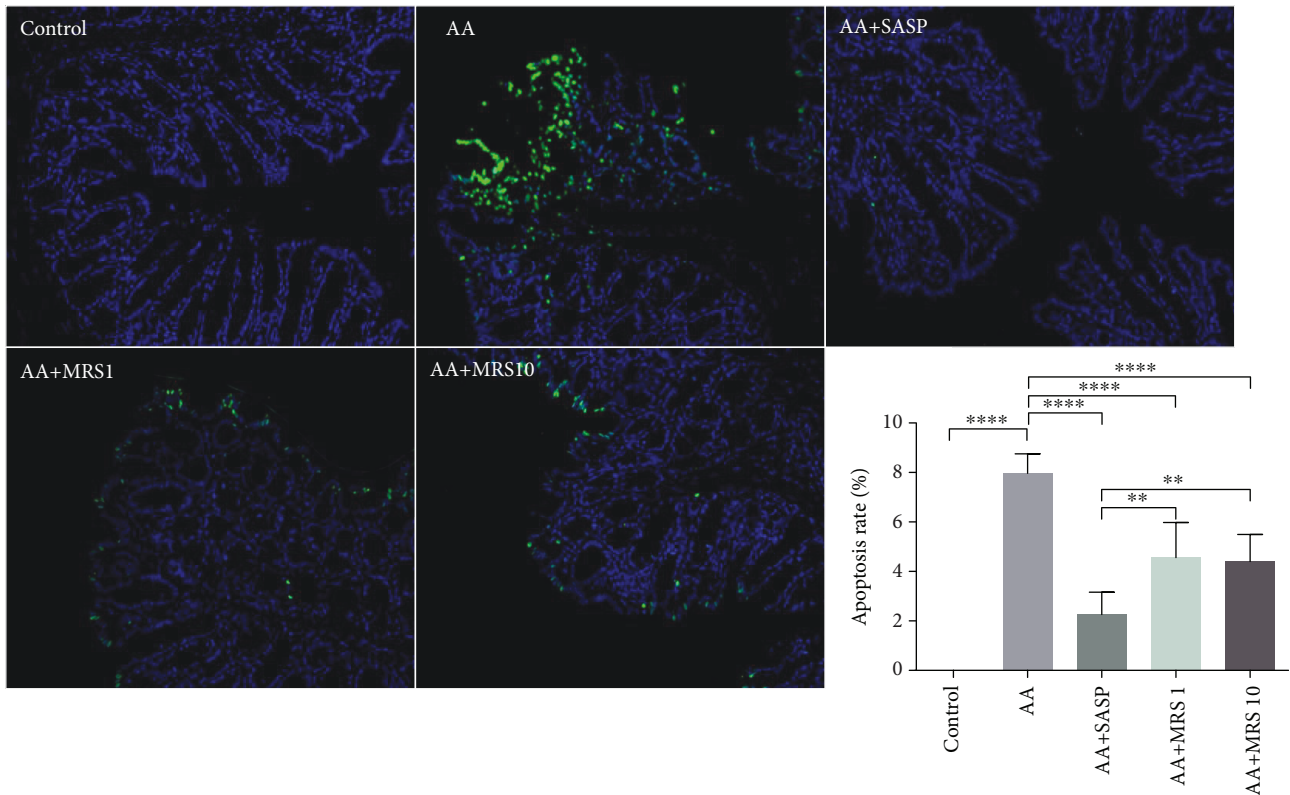 Control
AA
AA+SASP
AA+MRS1
AA+MRS10
****
****
****
****
**
**
10
8
6
4
2
0
Apoptosis rate (%)
Control
AA
AA+SASP
AA+MRS 1
AA+MRS 10